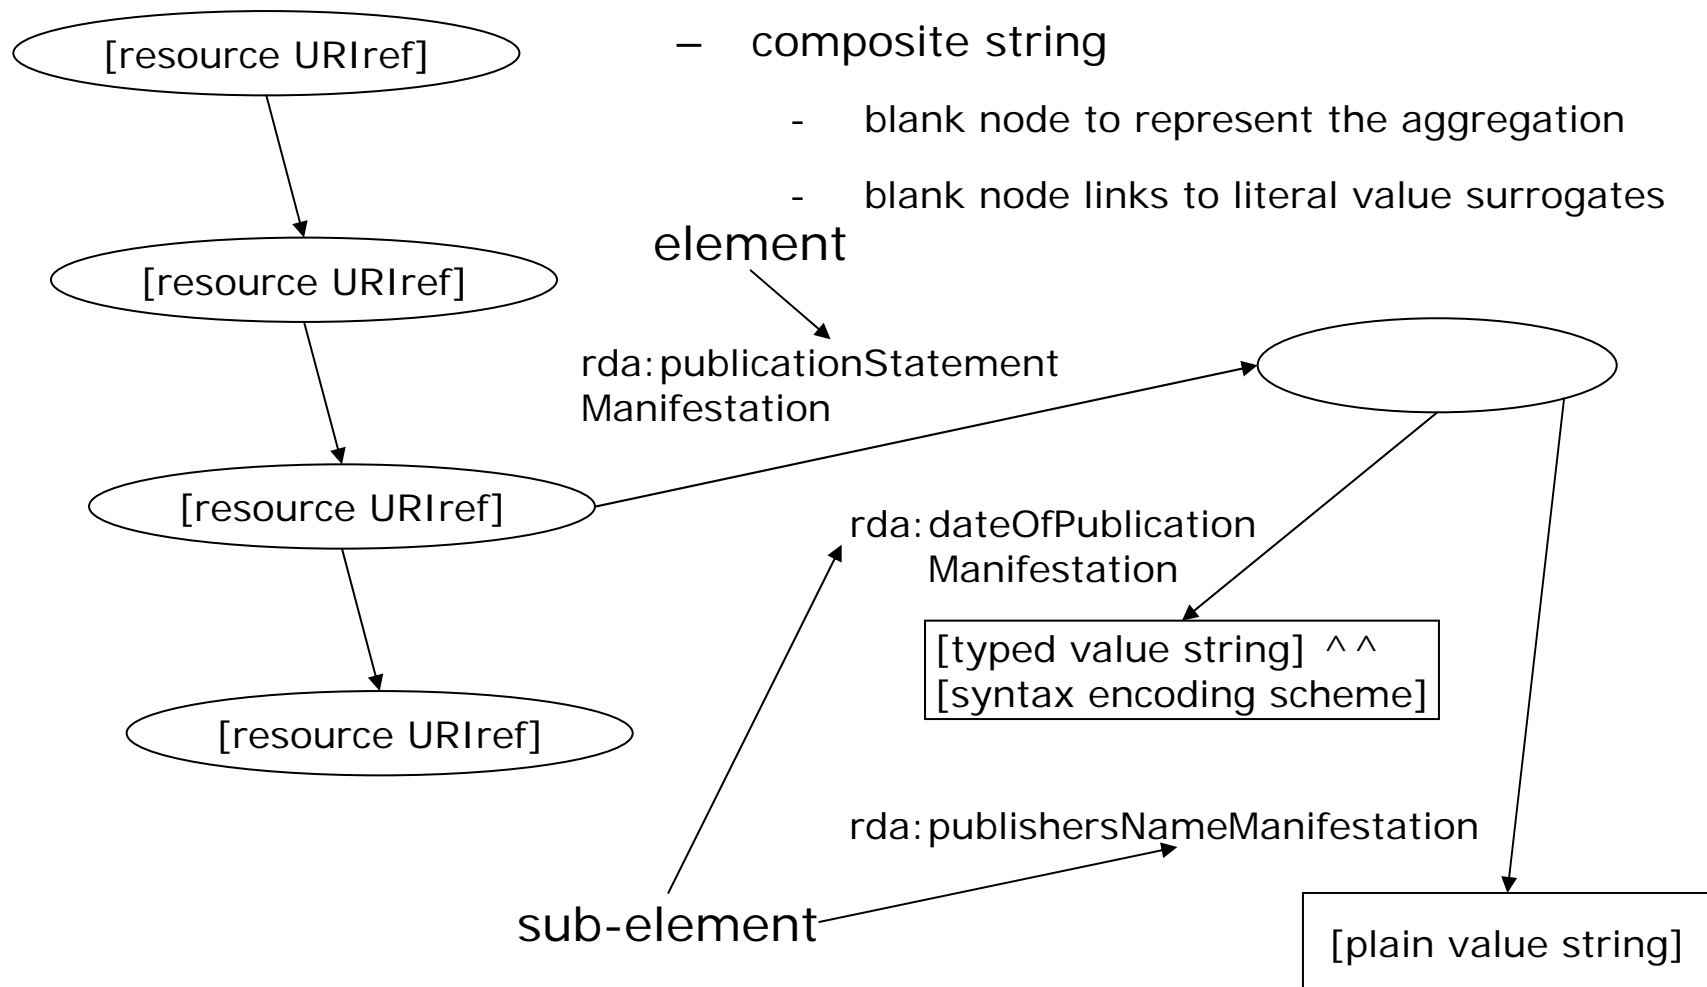 [resource URIref]
– composite string
- blank node to represent the aggregation
- blank node links to literal value surrogates
element
[resource URIref]
rda:publicationStatement
Manifestation
[resource URIref]
rda:dateOfPublication
Manifestation
[typed value string] ^^
[syntax encoding scheme]
[resource URIref]
rda:publishersNameManifestation
sub-element
[plain value string]